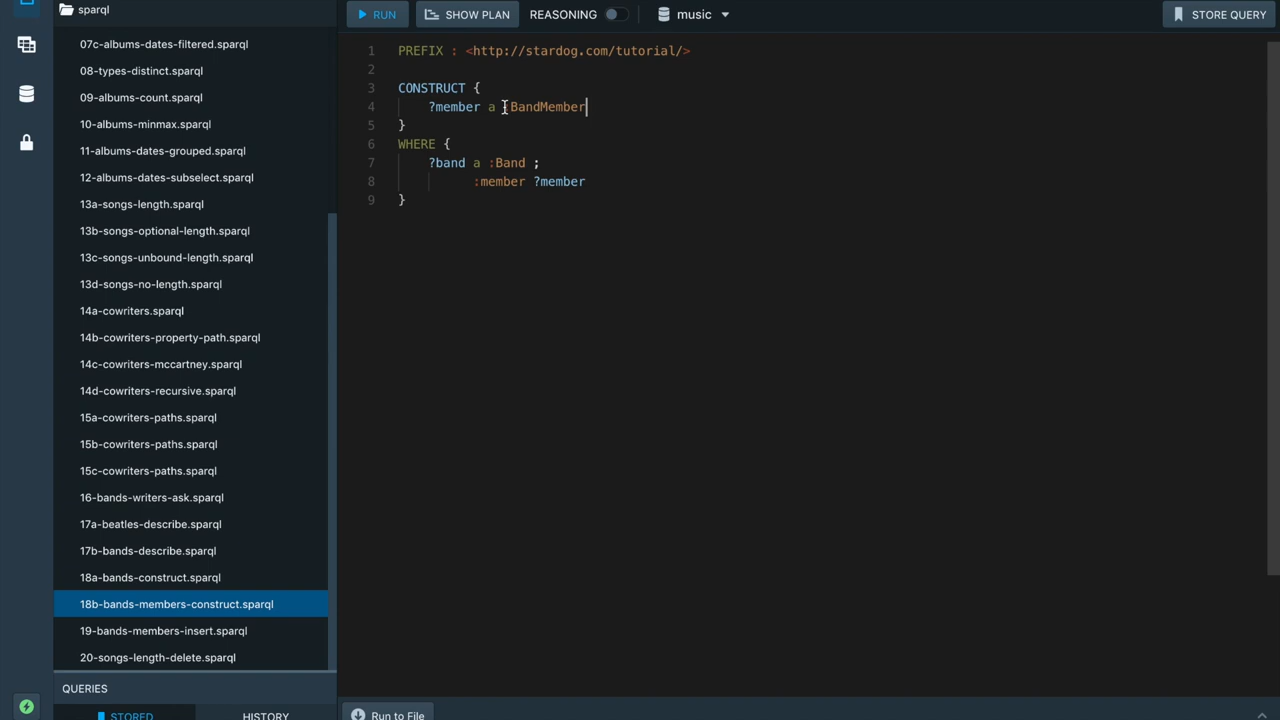 sparql
RUN
SHOW PLAN
REASONING
music
STORE QUERY
07c-albums-dates-filtered.sparql
08-types-distinct.sparql
09-albums-count.sparql
10-albums-minmax.sparql
11-albums-dates-grouped.sparql
12-albums-dates-subselect.sparql
13a-songs-length.sparql
13b-songs-optional-length.sparql
13c-songs-unbound-length.sparql
13d-songs-no-length.sparql
14a-cowriters.sparql
14b-cowriters-property-path.sparql
14c-cowriters-mccartney.sparql
14d-cowriters-recursive.sparql
15a-cowriters-paths.sparql
15b-cowriters-paths.sparql
15c-cowriters-paths.sparql
16-bands-writers-ask.sparql
17a-beatles-describe.sparql
17b-bands-describe.sparql
18a-bands-construct.sparql
18b-bands-members-construct.sparql
19-bands-members-insert.sparql
20-songs-length-delete.sparql
QUERIES
STORED
HISTORY
1 PREFIX : <http://stardog.com/tutorial/>
2
3 CONSTRUCT {
4 ?member a :BandMember
5 }
6 WHERE {
7 ?band a :Band ;
8 :member ?member
9 }
Run to File